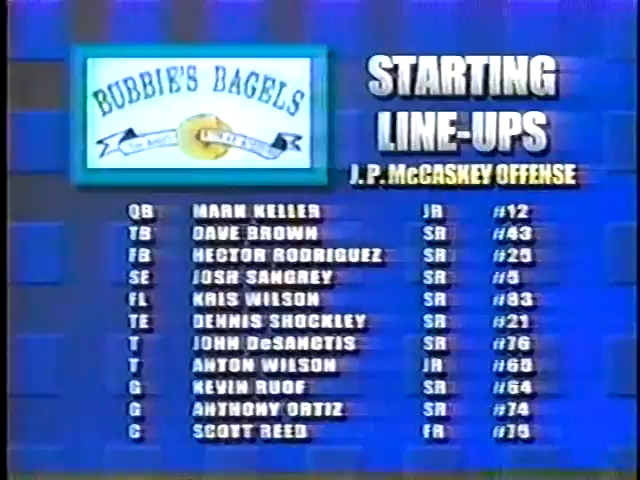 BUBBIE'S BAGELS
STARTING
LINE-UPS
J.P. McCASKEY OFFENSE
QB MARK KELLER JR #12
TB DAVE BROWN SR #43
FB HECTOR RODRIGUEZ SR #25
SE JOSH SANGREY SR #5
FL KRIS WILSON SR #83
TE DENNIS SHOCKLEY SR #21
T JOHN DeSANCTIS SR #76
T ANTON WILSON JR
G KEVIN RUOF SR #64
G ANTHONY ORTIZ SR #74
C SCOTT REED FR #75